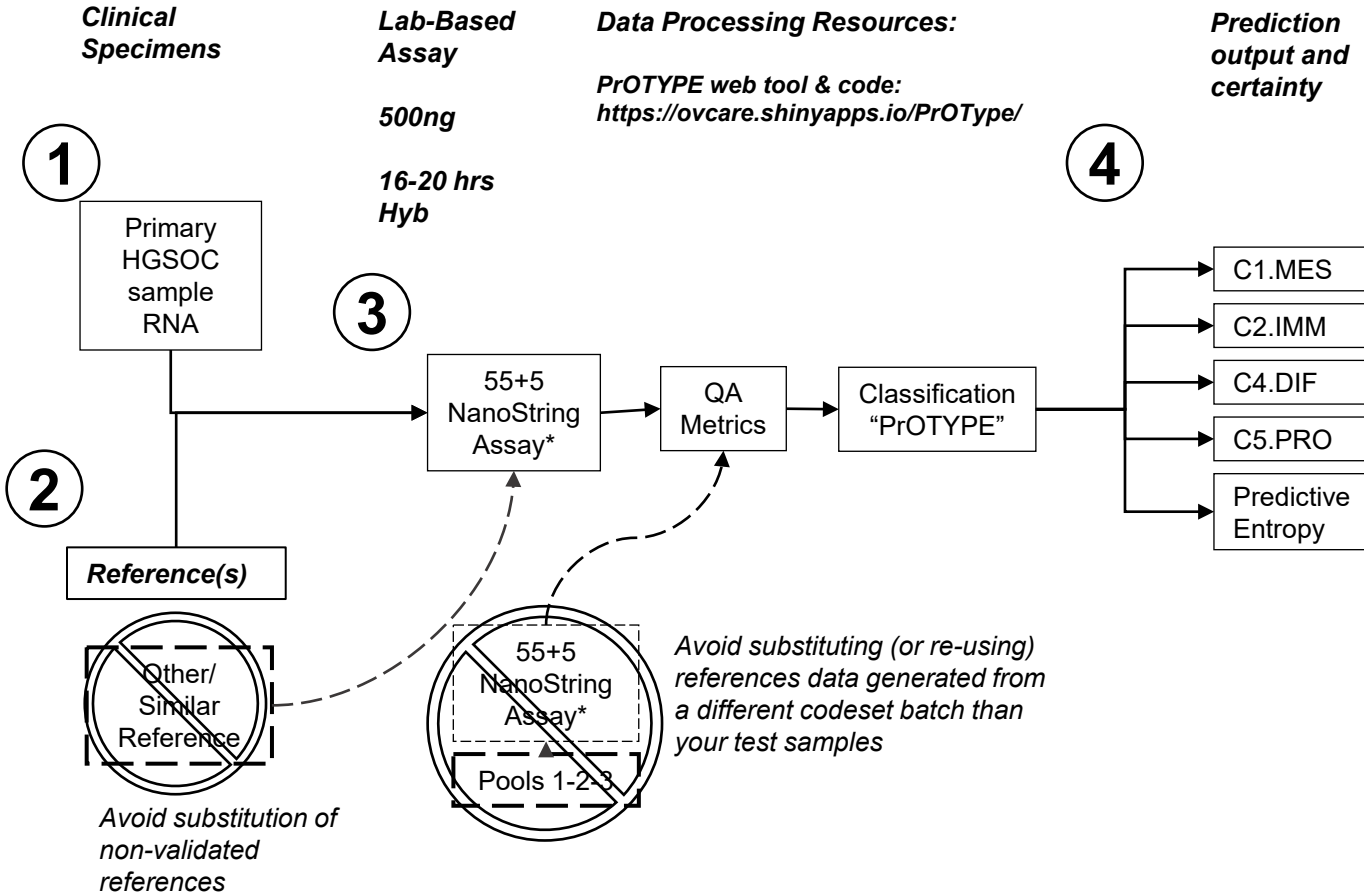 Clinical
Specimens
Lab-Based
Assay
500ng
16-20 hrs
Hyb
Data Processing Resources:
PrOTYPE web tool & code:
https://ovcare.shinyapps.io/PrOType/
Prediction
output and
certainty
1
Primary
HGSOC
sample
RNA
2
Reference(s)
Other/
Similar
Reference
Avoid substitution of
non-validated
references
3
55+5
NanoString
Assay*
QA
Metrics
Classification
“PrOTYPE”
55+5
NanoString
Assay*
Pools 1-2-3
Avoid substituting (or re-using)
references data generated from
a different codeset batch than
your test samples
4
C1.MES
C2.IMM
C4.DIF
C5.PRO
Predictive
Entropy